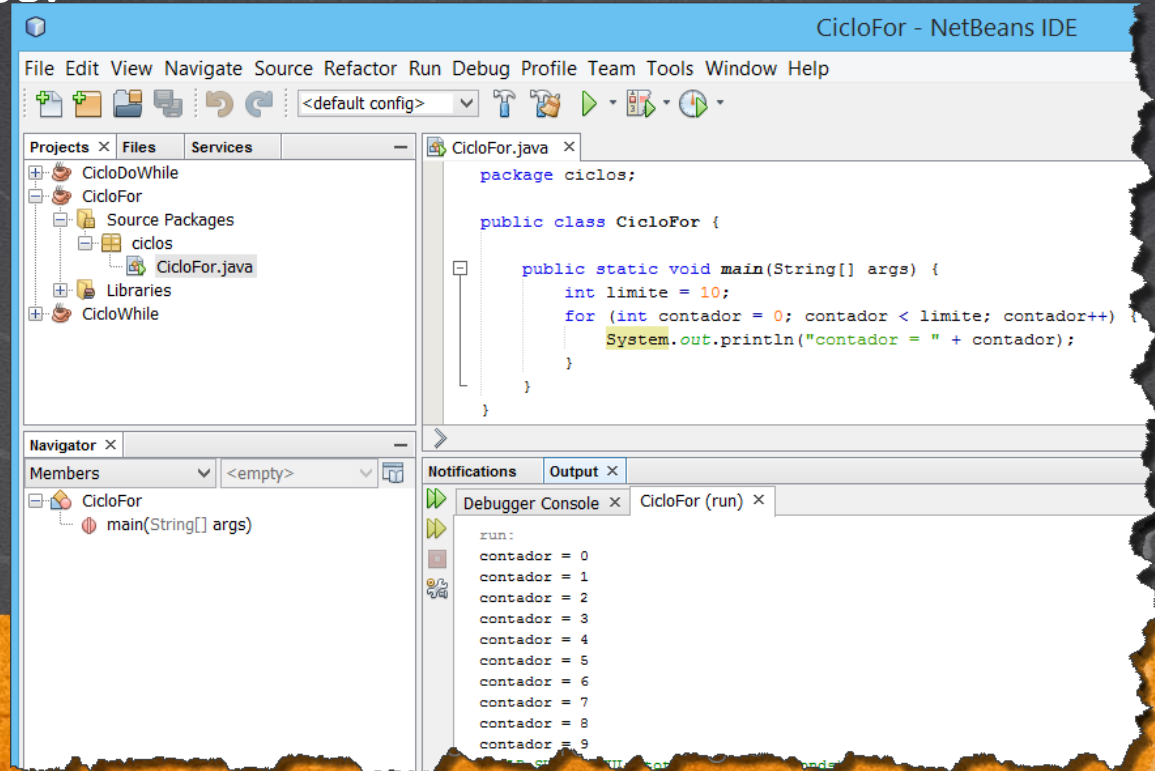 CicloFor - NetBeans IDE
File Edit View Navigate Source Refactor Run Debug Profile Team Tools Window Help
<default config>
Projects Files Services
CicloDoWhile
CicloFor
Source Packages
ciclos
CicloFor.java
Libraries
CicloWhile
CicloFor.java
package ciclos;
public class CicloFor {
public static void main(String[] args) {
int limite = 10;
for (int contador = 0; contador < limite; contador++) {
System.out.println("contador = " + contador);
}
}
}
Navigator
Members <empty>
CicloFor
main(String[] args)
Notifications Output
Debugger Console CicloFor (run)
run:
contador = 0
contador = 1
contador = 2
contador = 3
contador = 4
contador = 5
contador = 6
contador = 7
contador = 8
contador = 9